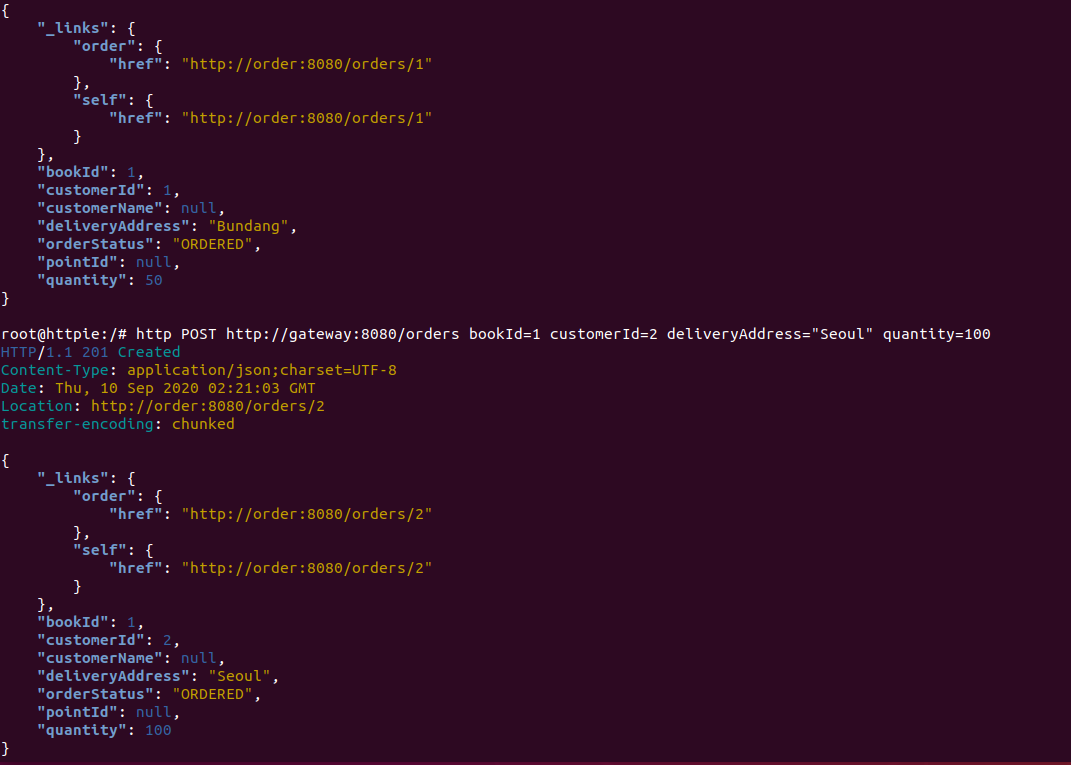 {
    "_links": {
        "order": {
            "href": "http://order:8080/orders/1"
        },
        "self": {
            "href": "http://order:8080/orders/1"
        }
    },
    "bookId": 1,
    "customerId": 1,
    "customerName": null,
    "deliveryAddress": "Bundang",
    "orderStatus": "ORDERED",
    "pointId": null,
    "quantity": 50
}
root@httpie:/# http POST http://gateway:8080/orders bookId=1 customerId=2 deliveryAddress="Seoul" quantity=100
HTTP/1.1 201 Created
Content-Type: application/json;charset=UTF-8
Date: Thu, 10 Sep 2020 02:21:03 GMT
Location: http://order:8080/orders/2
transfer-encoding: chunked
{
    "_links": {
        "order": {
            "href": "http://order:8080/orders/2"
        },
        "self": {
            "href": "http://order:8080/orders/2"
        }
    },
    "bookId": 1,
    "customerId": 2,
    "customerName": null,
    "deliveryAddress": "Seoul",
    "orderStatus": "ORDERED",
    "pointId": null,
    "quantity": 100
}